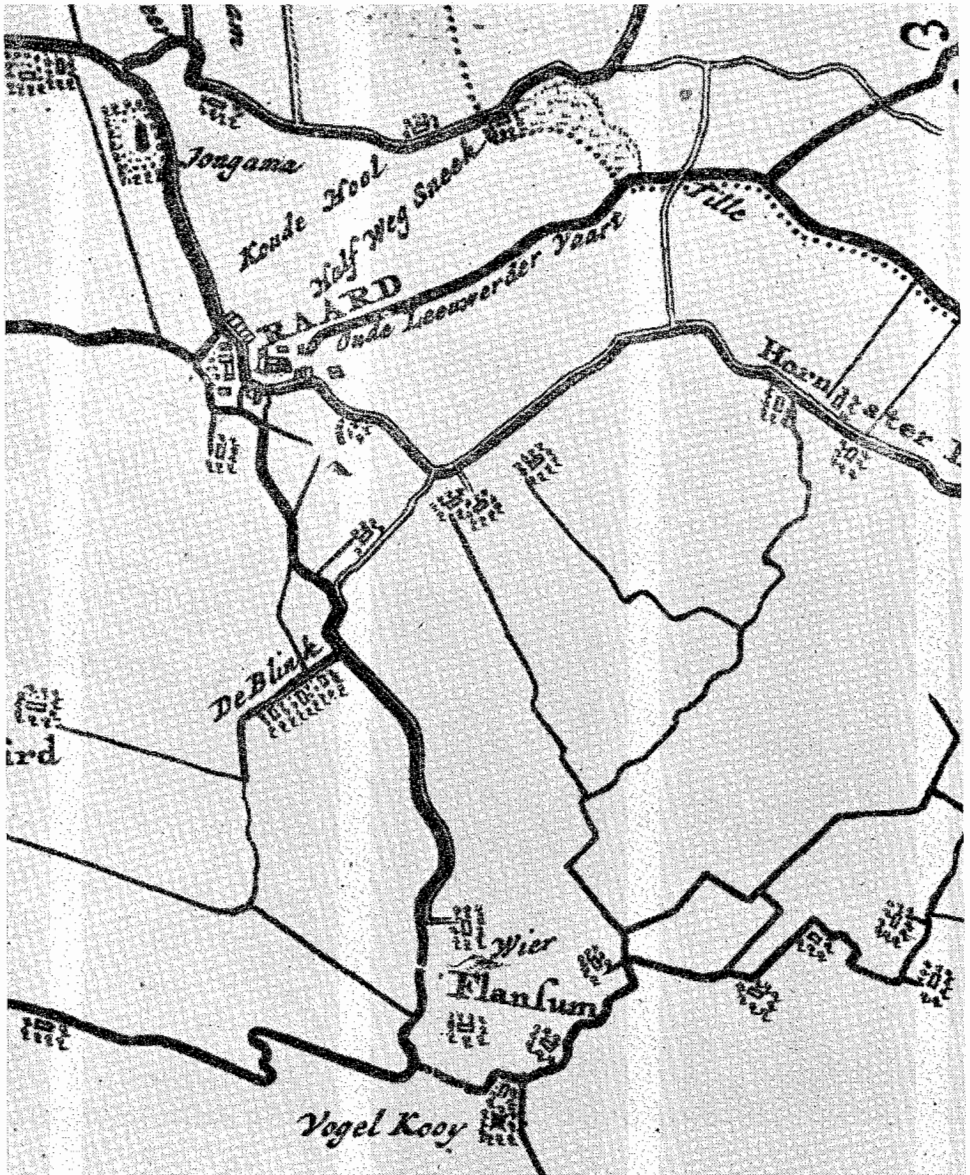 3
Jongama
Koude Hool
Half Weg Sneek
RAARD
Oude Leeuwerder Vaart
Tille
Hornster
De Blink
ird
Wier
Flanſum
Vogel Kooy